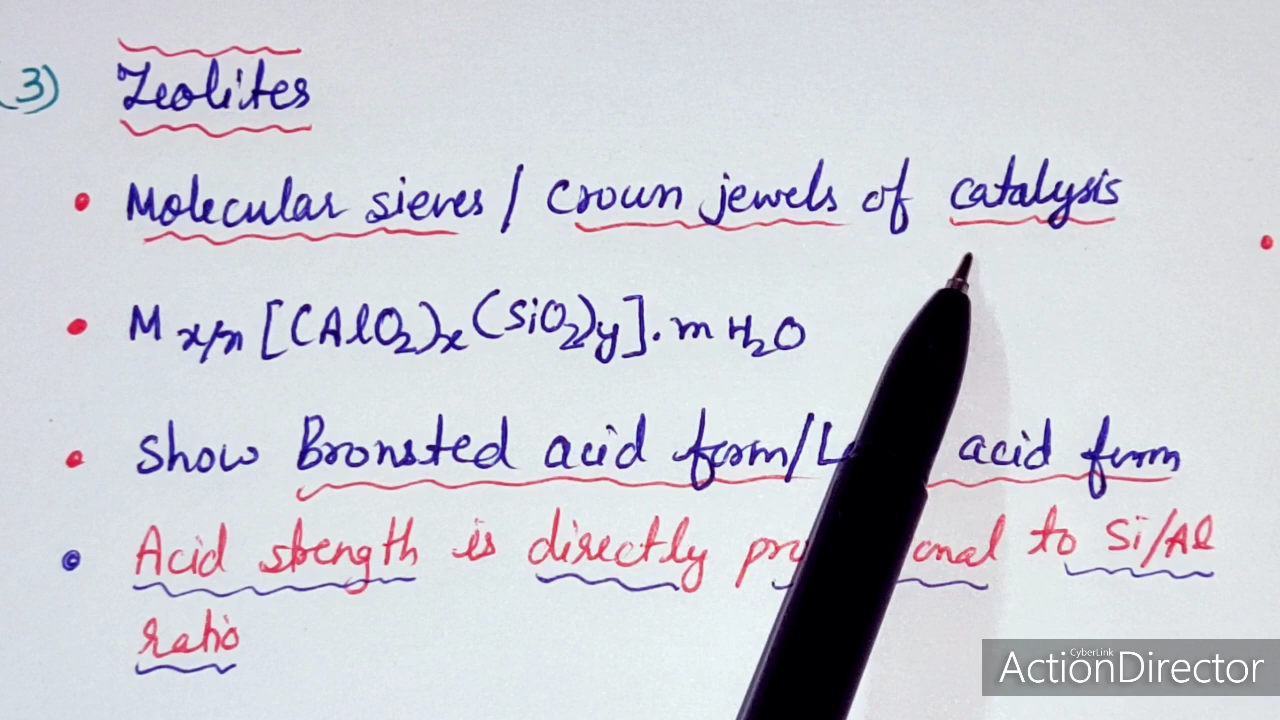 (3) Zeolites
• Molecular sieves / Crown jewels of catalysis
• M x/n [(AlO2)x (SiO2)y] . m H2O
• Show Bronsted acid form / acid form
• Acid strength is directly to Si/Al
ratio
CyberLink
ActionDirector